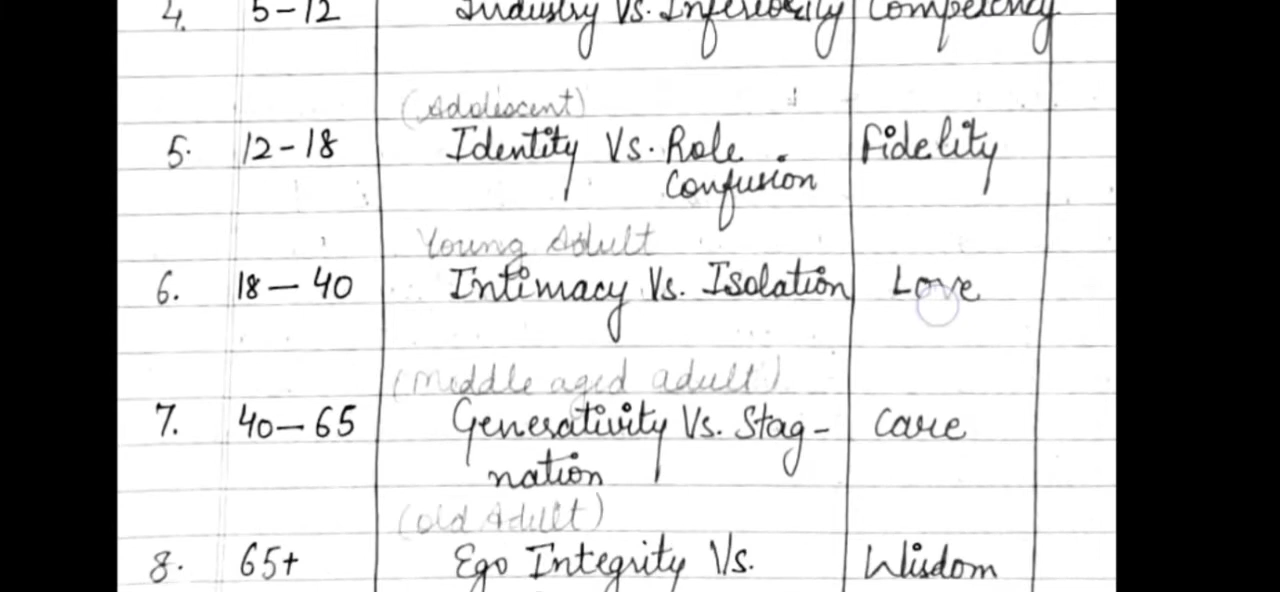 4. 5-12 Industry Vs. Inferiority Competency
(Adoliscent)
5. 12-18 Identity Vs. Role Fidelity
Confusion
Young Adult
6. 18-40 Intimacy Vs. Isolation Love
(middle aged adult)
7. 40-65 Generativity Vs. Stag- Care
nation
(old Adult)
8. 65+ Ego Integrity Vs. Wisdom